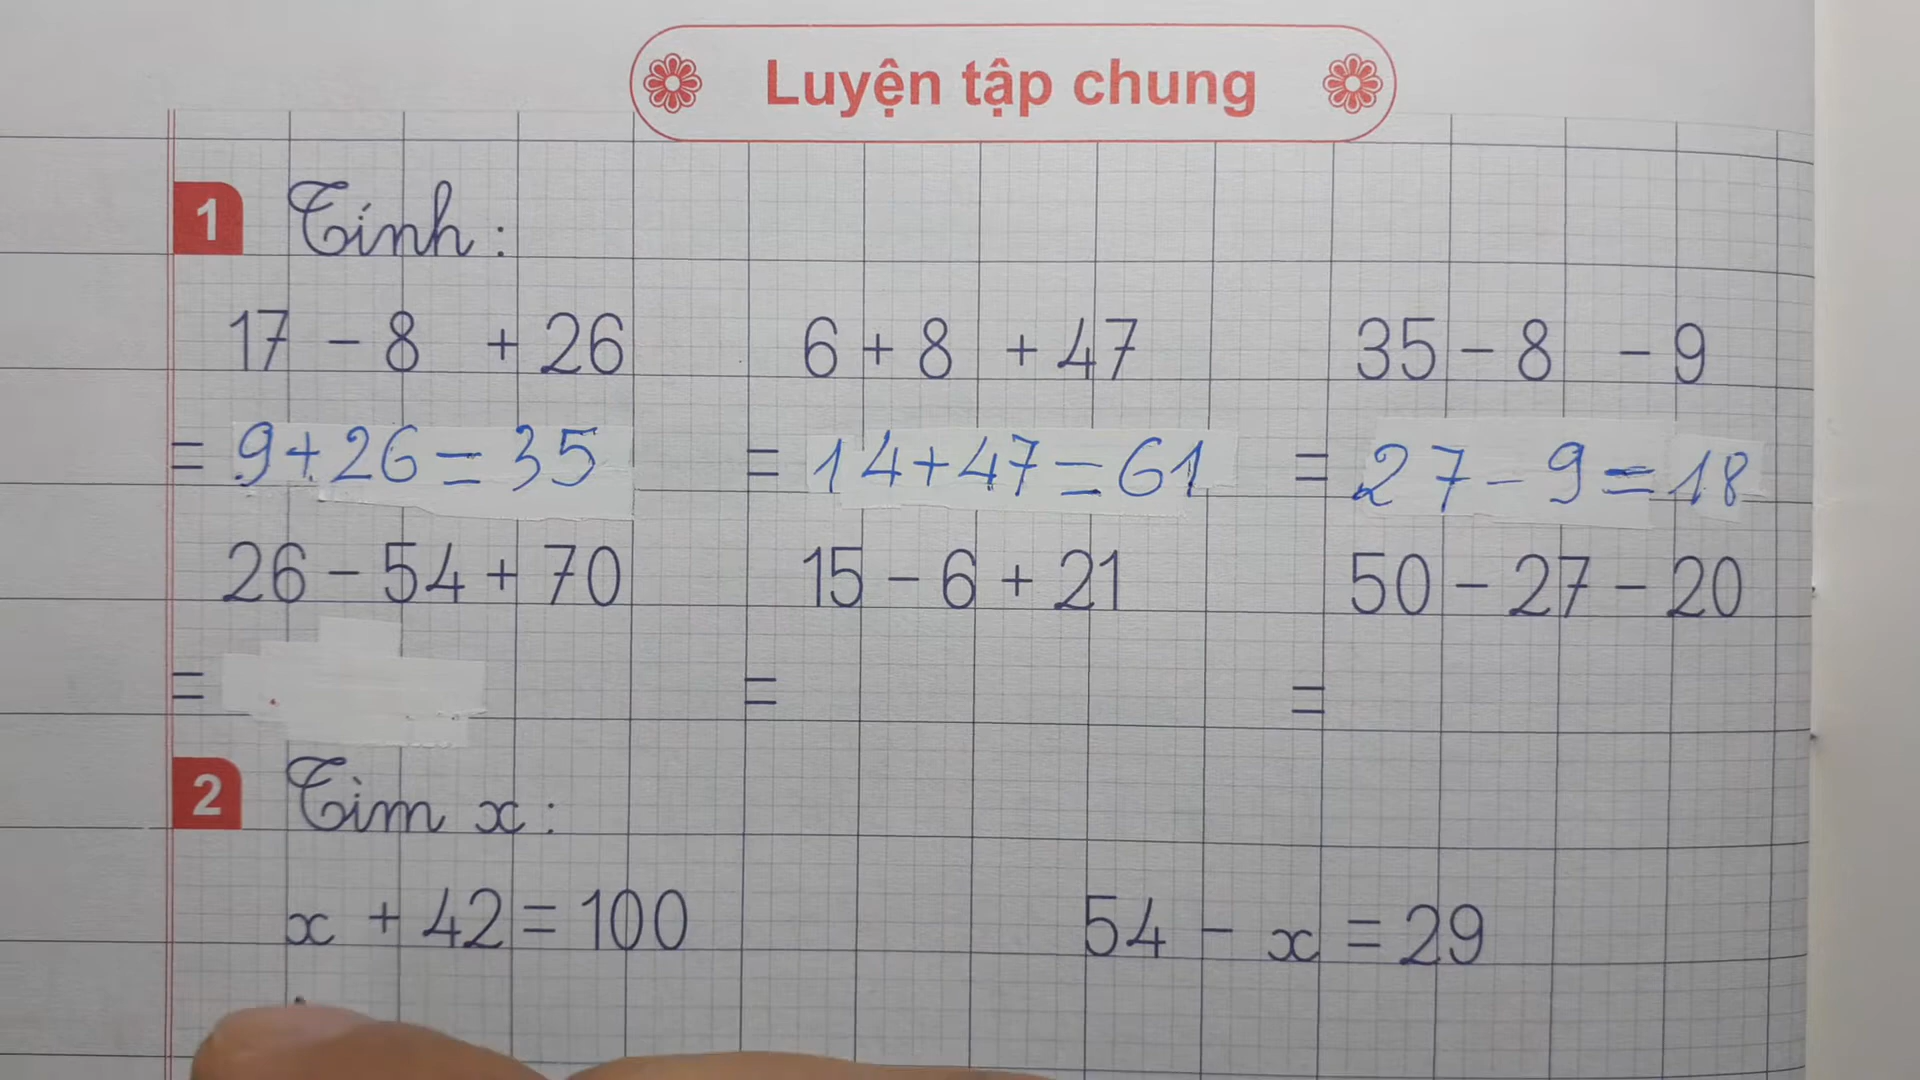 Luyện tập chung
1 Tính :
17 - 8 + 26 6 + 8 + 47 35 - 8 - 9
= 9 + 26 = 35 = 14 + 47 = 61 = 27 - 9 = 18
26 - 54 + 70 15 - 6 + 21 50 - 27 - 20
= = =
2 Tìm x :
x + 42 = 100 54 - x = 29